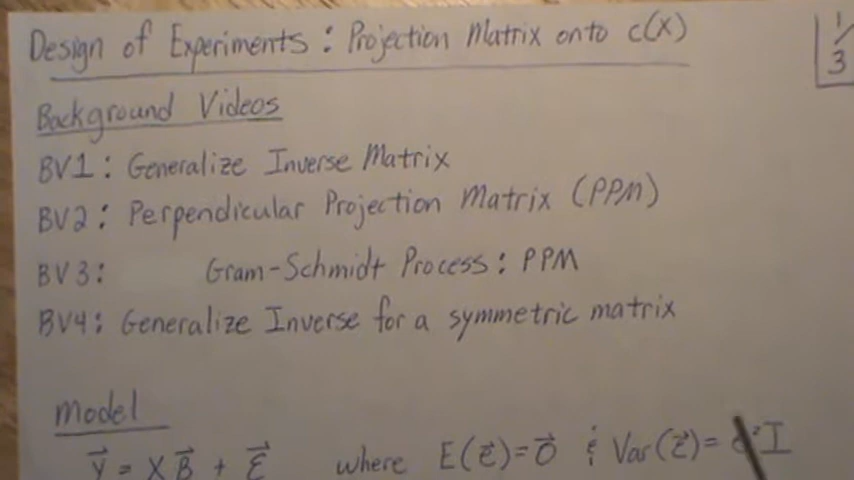 Design of Experiments : Projection Matrix onto C(X)
1/3
Background Videos
BV1: Generalize Inverse Matrix
BV2: Perpendicular Projection Matrix (PPM)
BV3: Gram-Schmidt Process: PPM
BV4: Generalize Inverse for a symmetric matrix
Model
Y⃗ = X B⃗ + ε⃗ where E(ε⃗)=0⃗ & Var(ε⃗)= σ²I